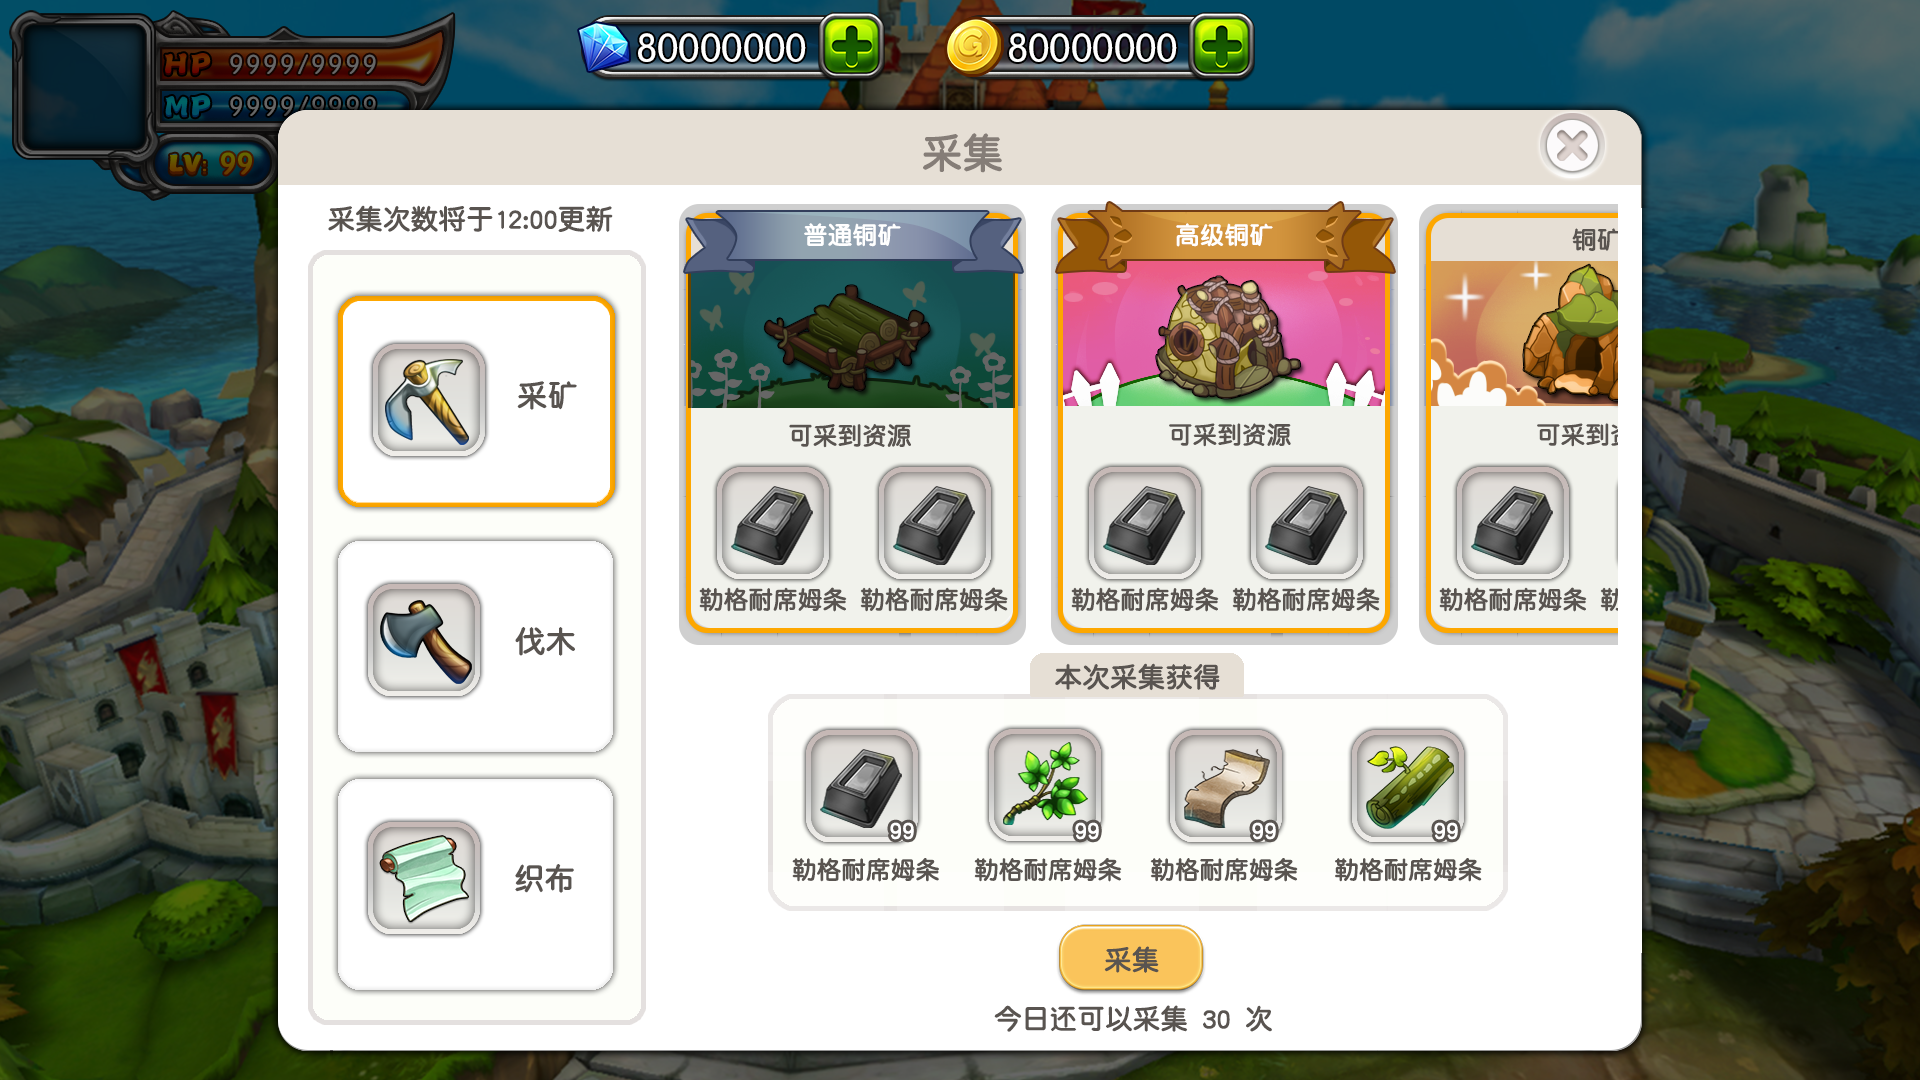 HP 9999/9999
MP 9999/9999
LV: 99
80000000
80000000
采集
采集次数将于12:00更新
采矿
伐木
织布
普通铜矿
可采到资源
勒格耐席姆条 勒格耐席姆条
高级铜矿
可采到资源
勒格耐席姆条 勒格耐席姆条
铜矿
可采到
勒格耐席姆条 勒
本次采集获得
99 99 99 99
勒格耐席姆条 勒格耐席姆条 勒格耐席姆条 勒格耐席姆条
采集
今日还可以采集 30 次